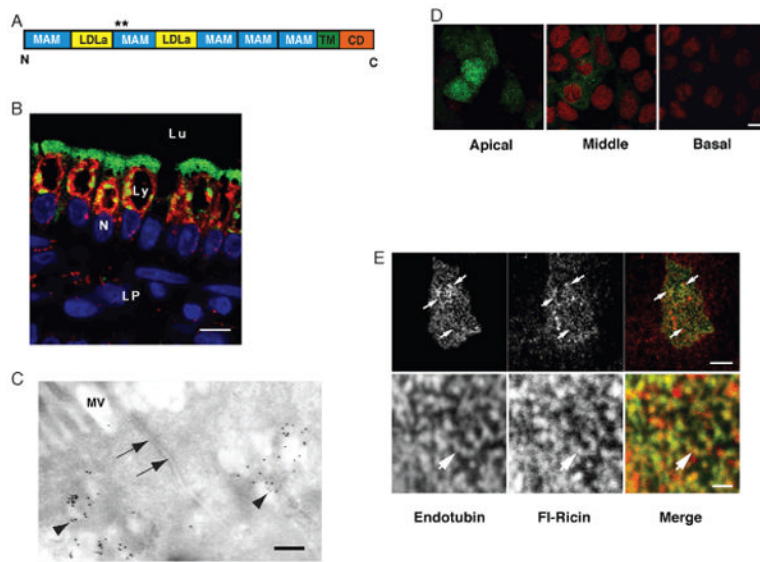 A
**
MAM LDLa MAM LDLa MAM MAM MAM TM CD
N C
B
Lu
Ly
N
LP
C
MV
D
Apical Middle Basal
E
Endotubin Fl-Ricin Merge